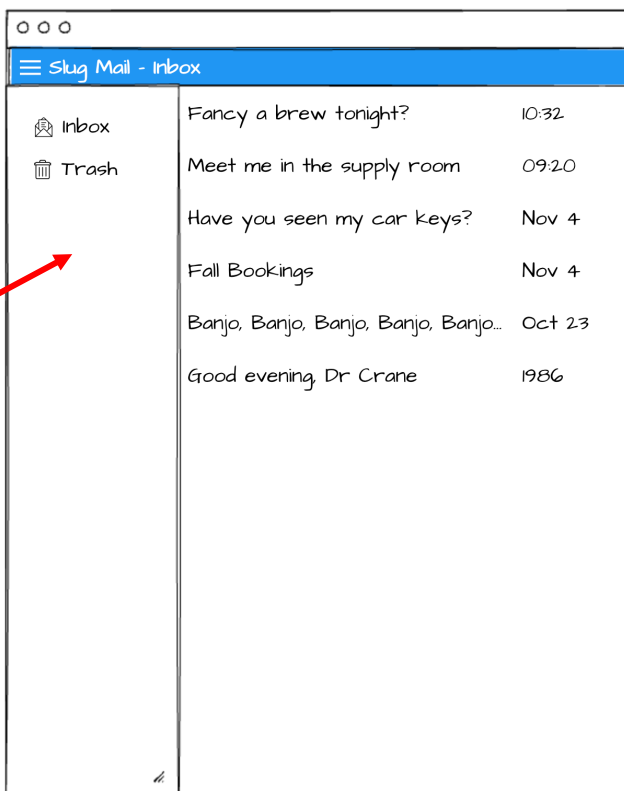 Slug Mail - Inbox
Inbox
Trash
Fancy a brew tonight? 10:32
Meet me in the supply room 09:20
Have you seen my car keys? Nov 4
Fall Bookings Nov 4
Banjo, Banjo, Banjo, Banjo, Banjo... Oct 23
Good evening, Dr Crane 1986